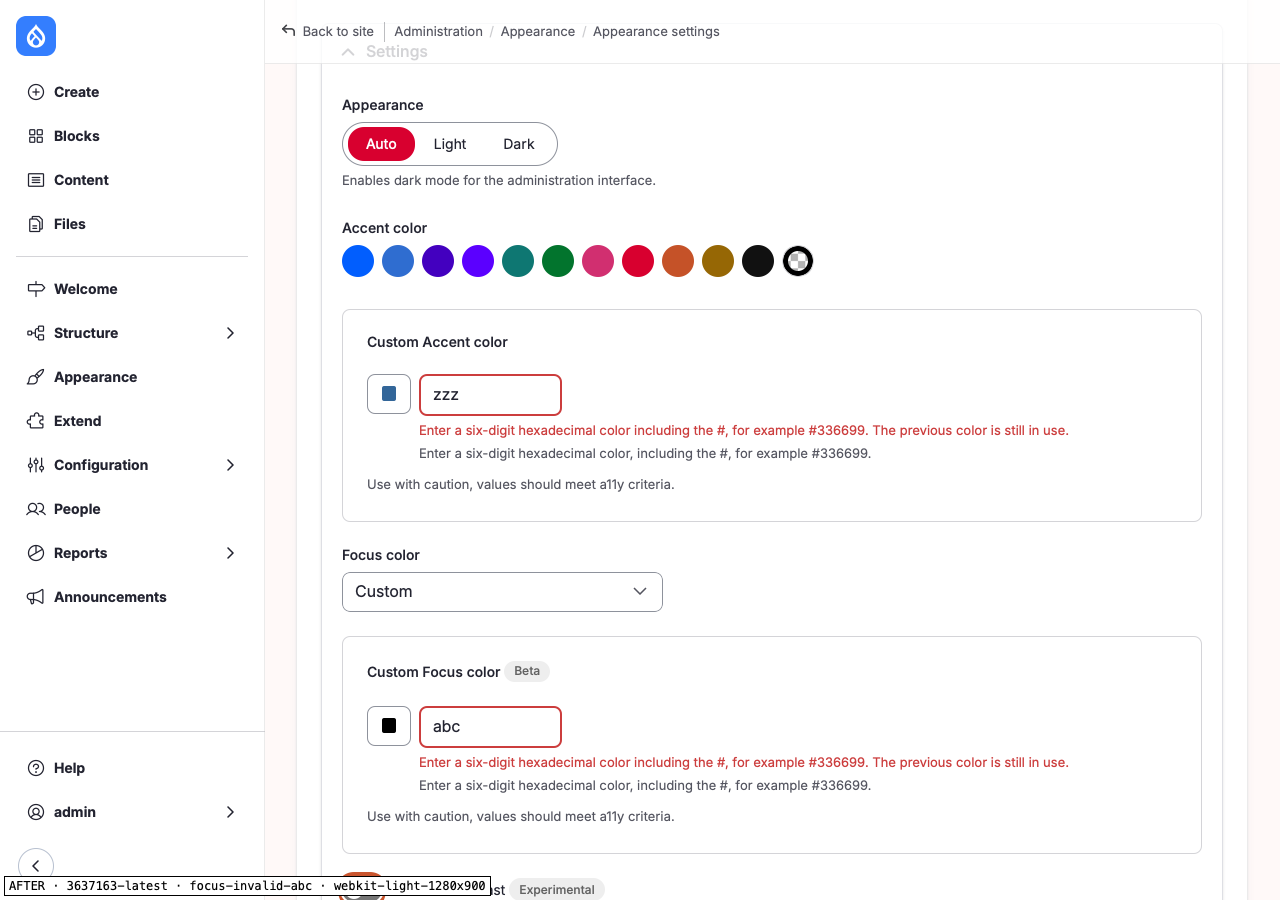 Back to site
Administration / Appearance / Appearance settings
Settings
Create
Blocks
Content
Files
Welcome
Structure
Appearance
Extend
Configuration
People
Reports
Announcements
Help
admin
Appearance
Auto Light Dark
Enables dark mode for the administration interface.
Accent color
Custom Accent color
zzz
Enter a six-digit hexadecimal color including the #, for example #336699. The previous color is still in use.
Enter a six-digit hexadecimal color, including the #, for example #336699.
Use with caution, values should meet a11y criteria.
Focus color
Custom
Custom Focus color Beta
abc
Enter a six-digit hexadecimal color including the #, for example #336699. The previous color is still in use.
Enter a six-digit hexadecimal color, including the #, for example #336699.
Use with caution, values should meet a11y criteria.
Experimental
AFTER · 3637163-latest · focus-invalid-abc · webkit-light-1280x900